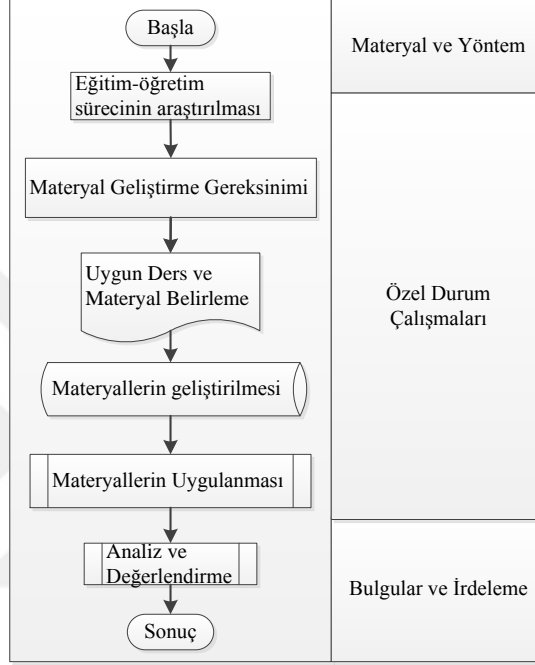 Başla
Materyal ve Yöntem
Eğitim-öğretim
sürecinin araştırılması
Materyal Geliştirme Gereksinimi
Uygun Ders ve
Materyal Belirleme
Özel Durum
Çalışmaları
Materyallerin geliştirilmesi
Materyallerin Uygulanması
Analiz ve
Değerlendirme
Bulgular ve İrdeleme
Sonuç